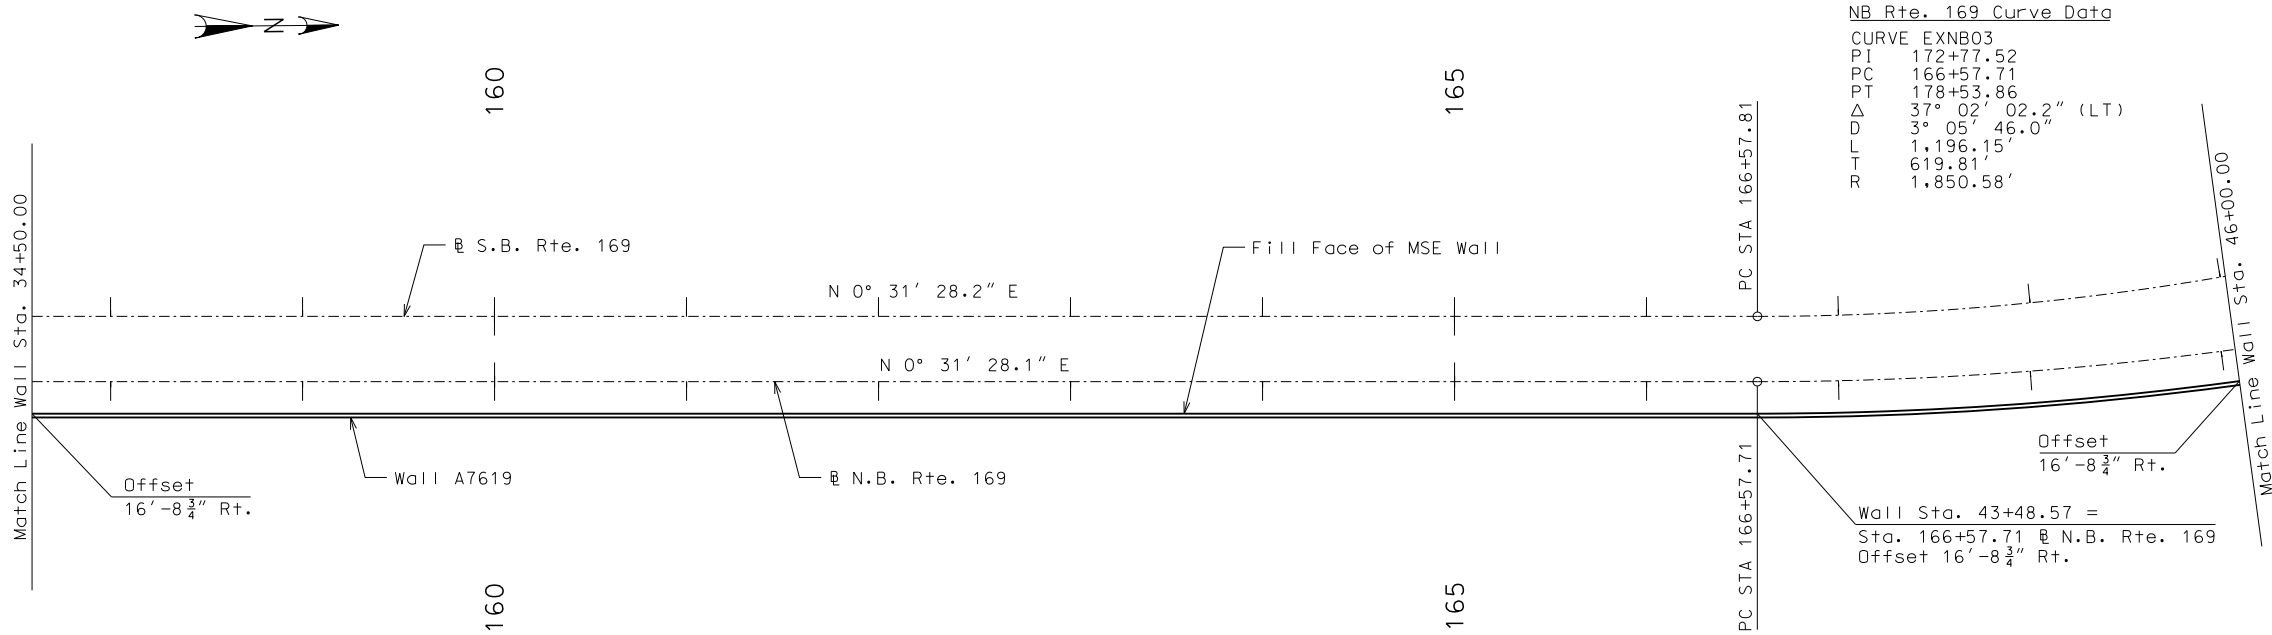 N
NB Rte. 169 Curve Data
CURVE EXNB03
PI 172+77.52
PC 166+57.71
PT 178+53.86
Δ 37° 02′ 02.2″ (LT)
D 3° 05′ 46.0″
L 1,196.15′
T 619.81′
R 1,850.58′
160
165
PC STA 166+57.81
Match Line Wall Sta. 34+50.00
Match Line Wall Sta. 46+00.00
℄ S.B. Rte. 169
Fill Face of MSE Wall
N 0° 31′ 28.2″ E
N 0° 31′ 28.1″ E
Offset
16′-8¾″ Rt.
Wall A7619
℄ N.B. Rte. 169
Offset
16′-8¾″ Rt.
Wall Sta. 43+48.57 =
Sta. 166+57.71 ℄ N.B. Rte. 169
Offset 16′-8¾″ Rt.
PC STA 166+57.71
160
165